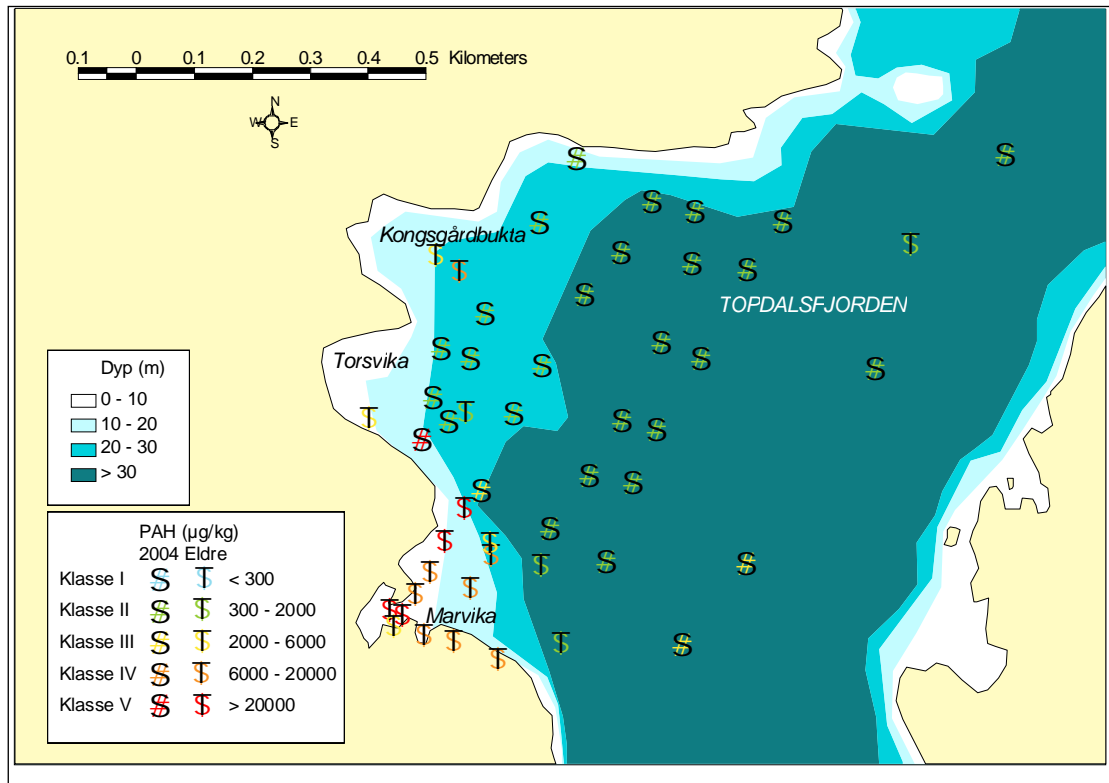 0.1 0 0.1 0.2 0.3 0.4 0.5 Kilometers
N
W E
S
Kongsgårdbukta
TOPDALSFJORDEN
Torsvika
Marvika
Dyp (m)
0 - 10
10 - 20
20 - 30
> 30
PAH (µg/kg)
2004 Eldre
Klasse I < 300
Klasse II 300 - 2000
Klasse III 2000 - 6000
Klasse IV 6000 - 20000
Klasse V > 20000